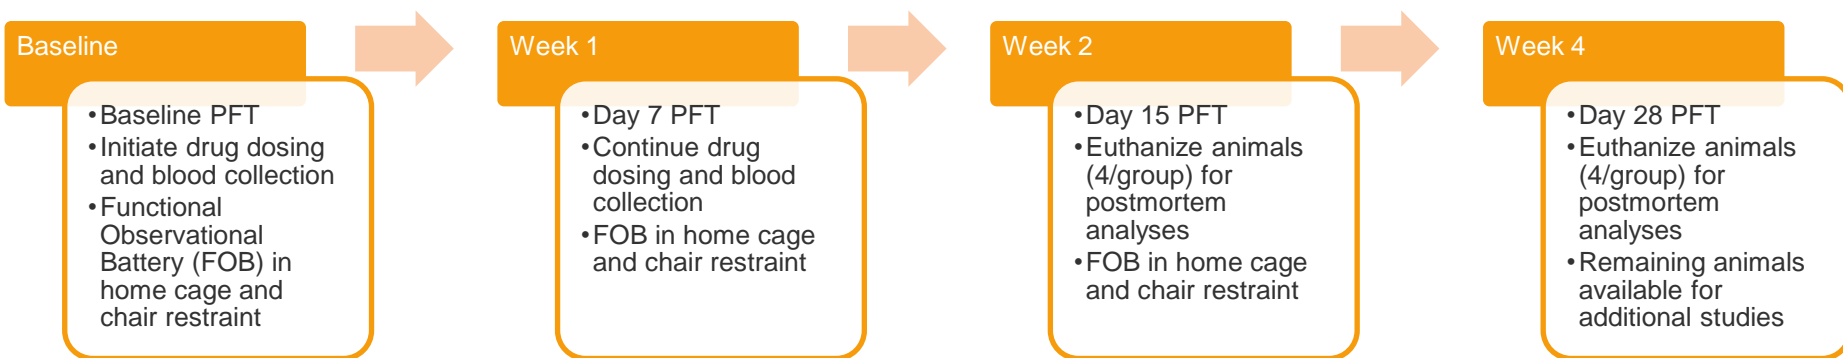 Baseline
•Baseline PFT
•Initiate drug dosing
and blood collection
•Functional
Observational
Battery (FOB) in
home cage and
chair restraint
Week 1
•Day 7 PFT
•Continue drug
dosing and blood
collection
•FOB in home cage
and chair restraint
Week 2
•Day 15 PFT
•Euthanize animals
(4/group) for
postmortem
analyses
•FOB in home cage
and chair restraint
Week 4
•Day 28 PFT
•Euthanize animals
(4/group) for
postmortem
analyses
•Remaining animals
available for
additional studies